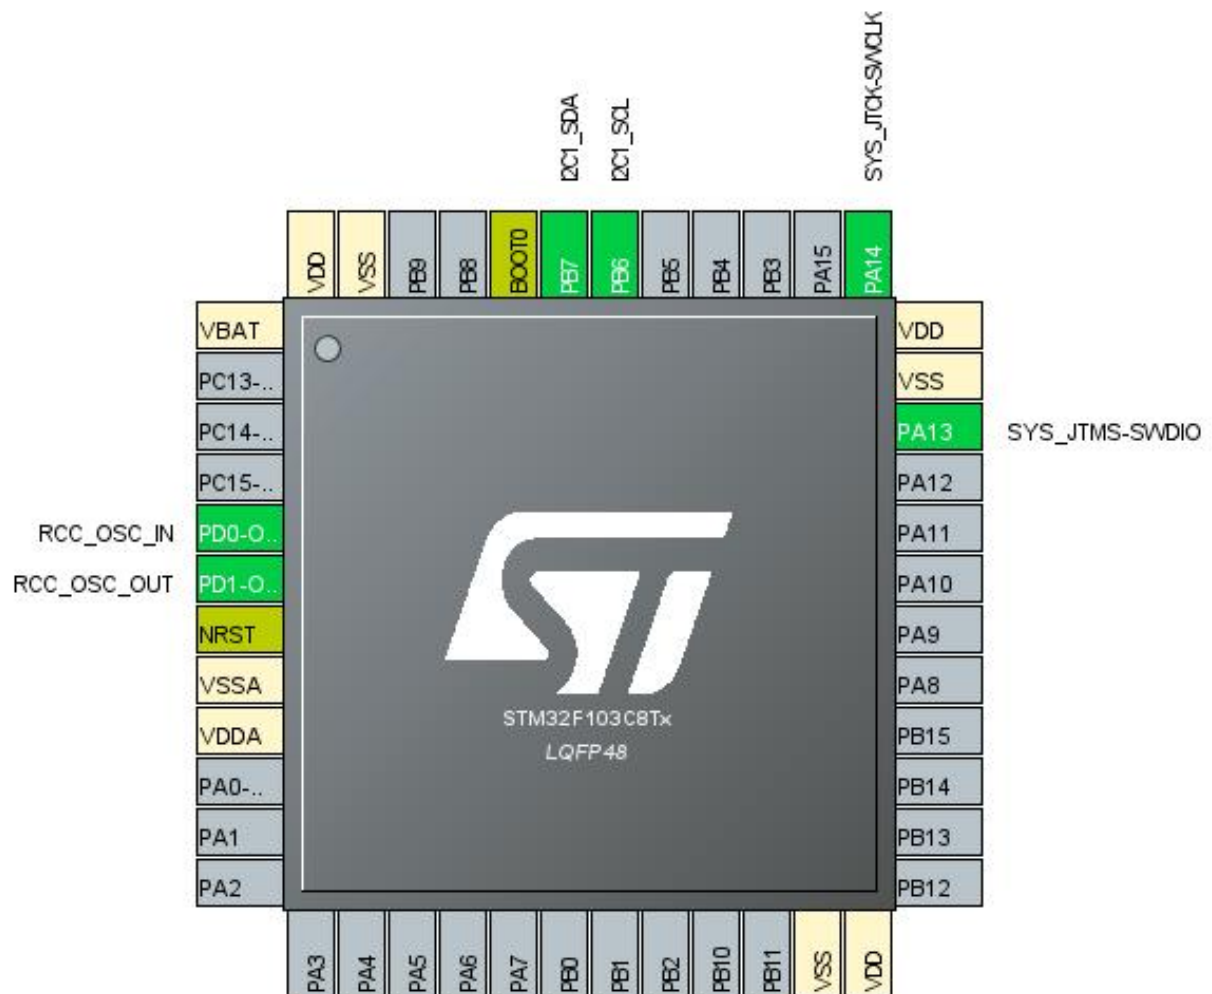 SYS_JTCK-SWCLK
I2C1_SDA
I2C1_SCL
VDD
VSS
PB9
PB8
BOOT0
PB7
PB6
PB5
PB4
PB3
PA15
PA14
VBAT
PC13-..
PC14-..
PC15-..
RCC_OSC_IN PD0-O..
RCC_OSC_OUT PD1-O..
NRST
VSSA
VDDA
PA0-..
PA1
PA2
VDD
VSS
PA13 SYS_JTMS-SWDIO
PA12
PA11
PA10
PA9
PA8
PB15
PB14
PB13
PB12
ST
STM32F103C8Tx
LQFP48
PA3
PA4
PA5
PA6
PA7
PB0
PB1
PB2
PB10
PB11
VSS
VDD